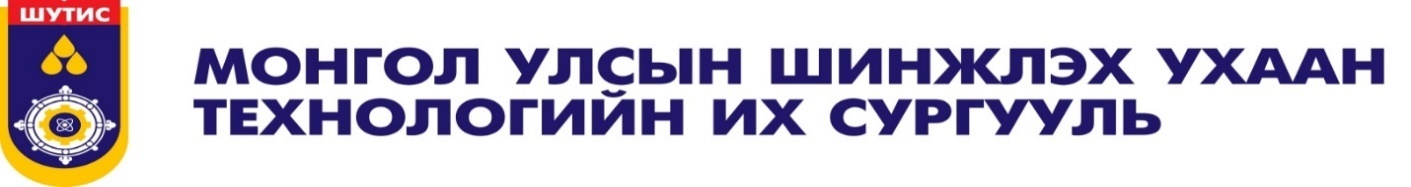 ШУТИС
МОНГОЛ УЛСЫН ШИНЖЛЭХ УХААН
ТЕХНОЛОГИЙН ИХ СУРГУУЛЬ